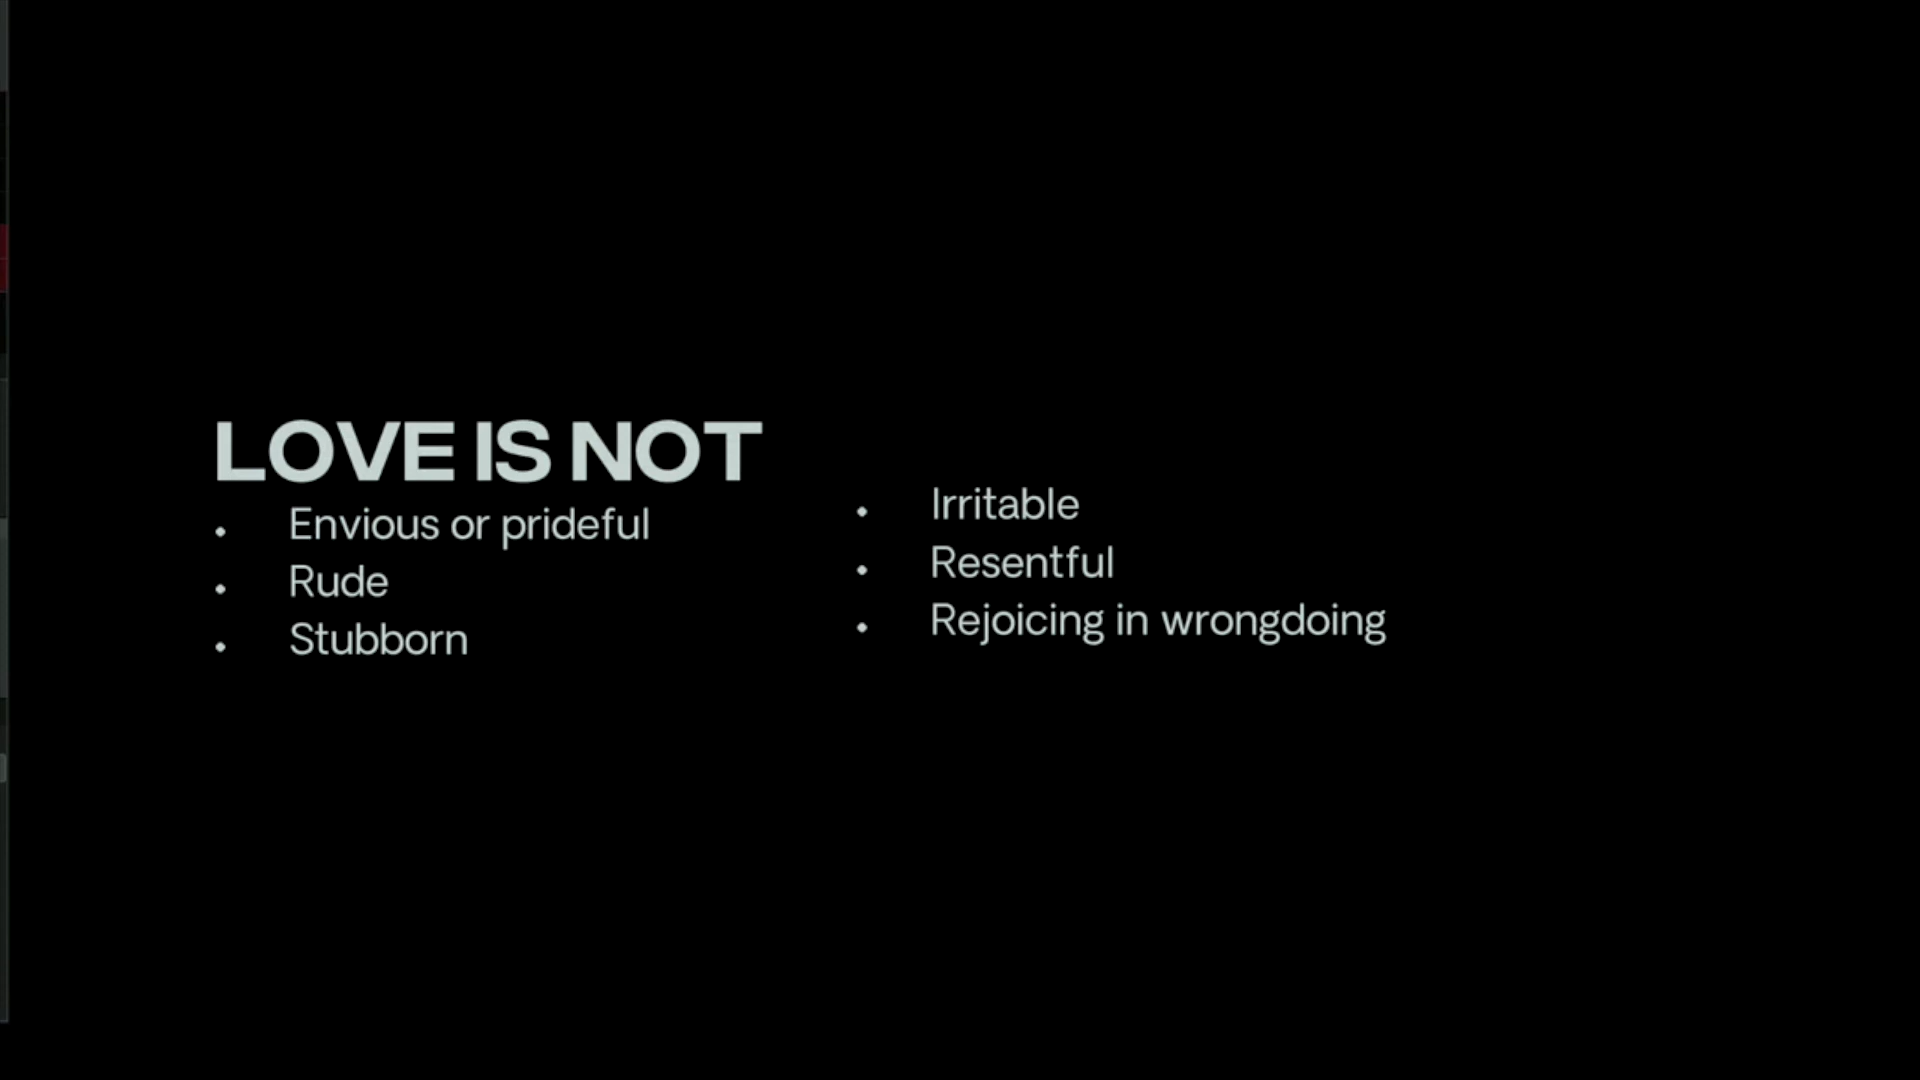 LOVE IS NOT
• Envious or prideful
• Rude
• Stubborn
• Irritable
• Resentful
• Rejoicing in wrongdoing